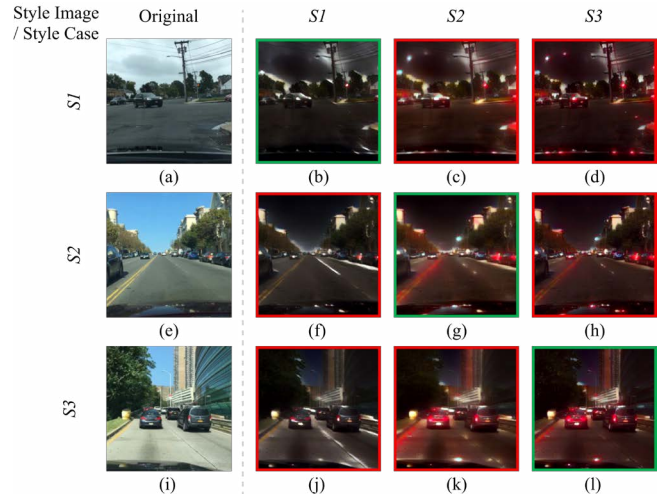 Style Image
/ Style Case
Original
S1
S2
S3
S1
(a)
(b)
(c)
(d)
S2
(e)
(f)
(g)
(h)
S3
(i)
(j)
(k)
(l)